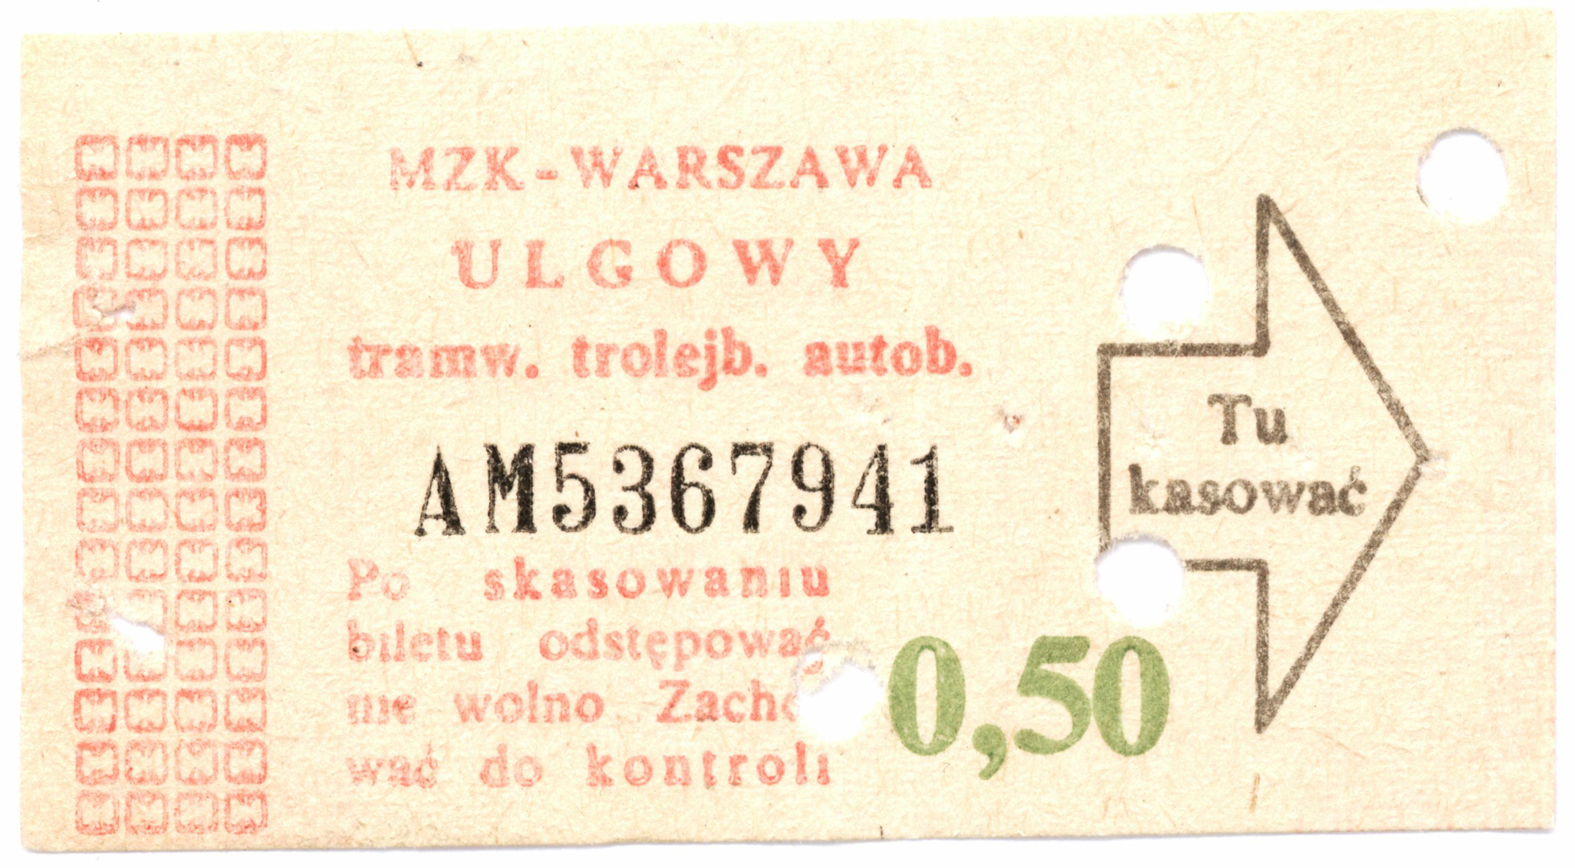 MZK-WARSZAWA
ULGOWY
tramw. trolejb. autob.
AM5367941
Po skasowaniu
biletu odstępować
nie wolno Zacho
wać do kontroli
0,50
Tu
kasować